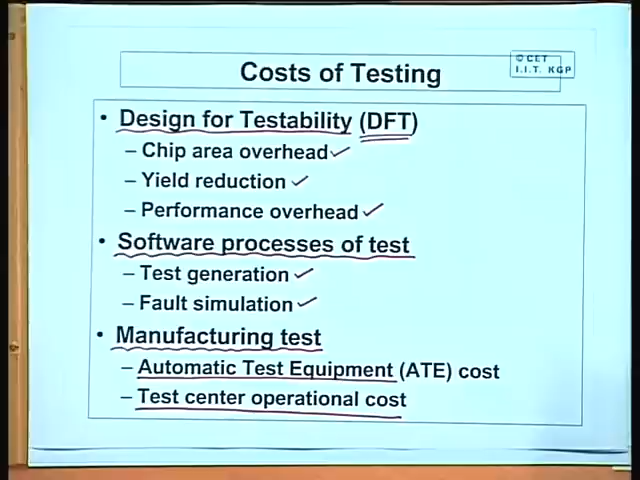 Costs of Testing
© CET
I.I.T. KGP
• Design for Testability (DFT)
– Chip area overhead
– Yield reduction
– Performance overhead
• Software processes of test
– Test generation
– Fault simulation
• Manufacturing test
– Automatic Test Equipment (ATE) cost
– Test center operational cost